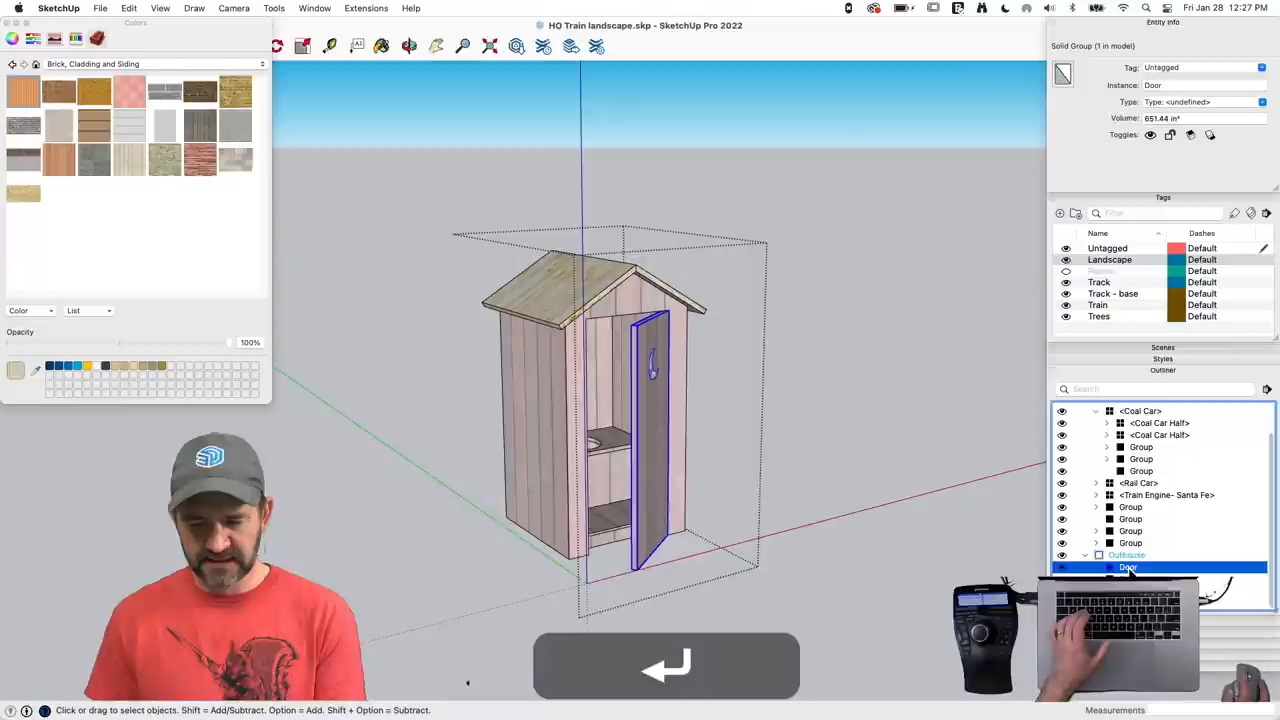 SketchUp File Edit View Draw Camera Tools Window Extensions Help Fri Jan 28 12:27 PM
Colors
HO Train landscape.skp - SketchUp Pro 2022
Entity Info
Solid Group (1 in model)
Tag: Untagged
Instance: Door
Type: Type: <undefined>
Volume: 651.44 in³
Toggles:
Brick, Cladding and Siding
Color List
Opacity
100%
Tags
Filter
Name Dashes
Untagged Default
Landscape Default
Default
Track Default
Track - base Default
Train Default
Trees Default
Scenes
Styles
Outliner
Search
<Coal Car>
<Coal Car Half>
<Coal Car Half>
Group
Group
Group
<Rail Car>
<Train Engine- Santa Fe>
Group
Group
Group
Group
Outhouse
Door
Click or drag to select objects. Shift = Add/Subtract. Option = Add. Shift + Option = Subtract.
Measurements